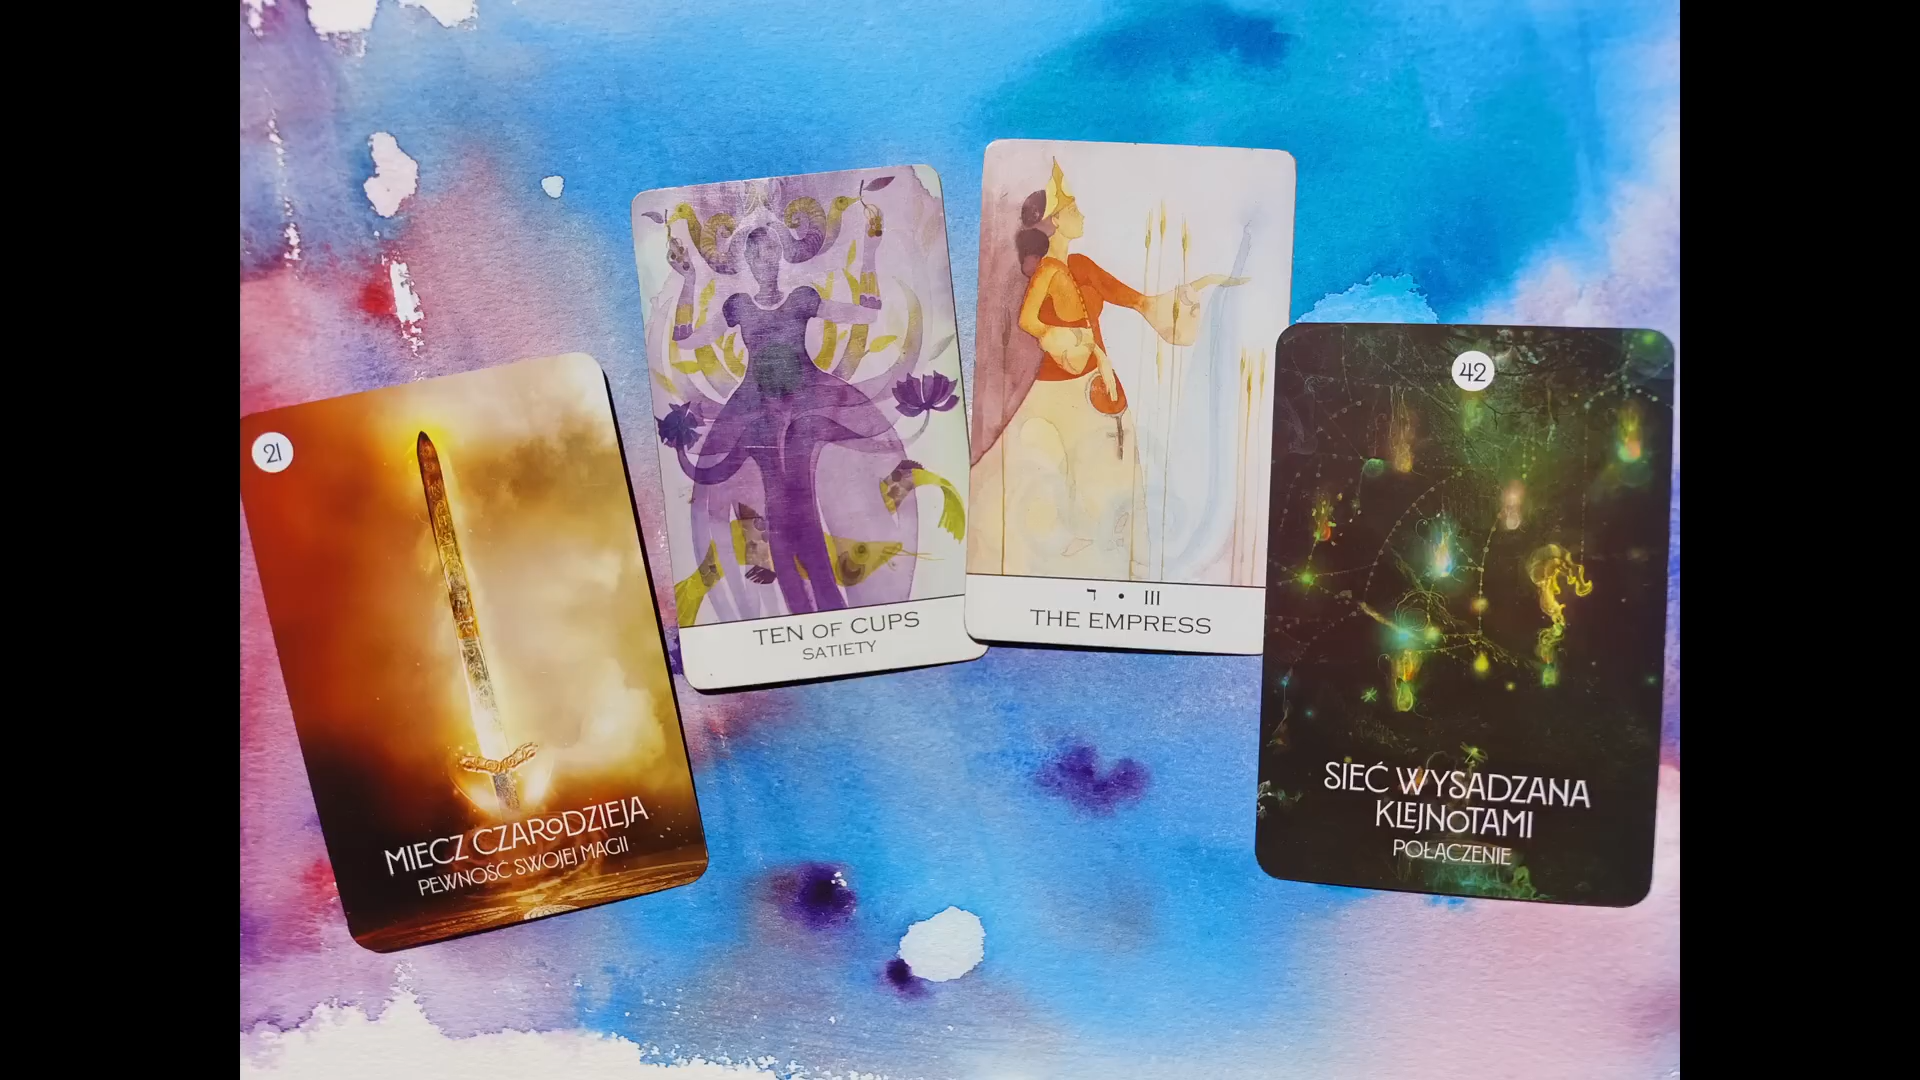 21
MIECZ CZARODZIEJA
PEWNOŚĆ SWOJEJ MAGII
TEN OF CUPS
SATIETY
ד • III
THE EMPRESS
42
SIEĆ WYSADZANA
KLEJNOTAMI
POŁĄCZENIE